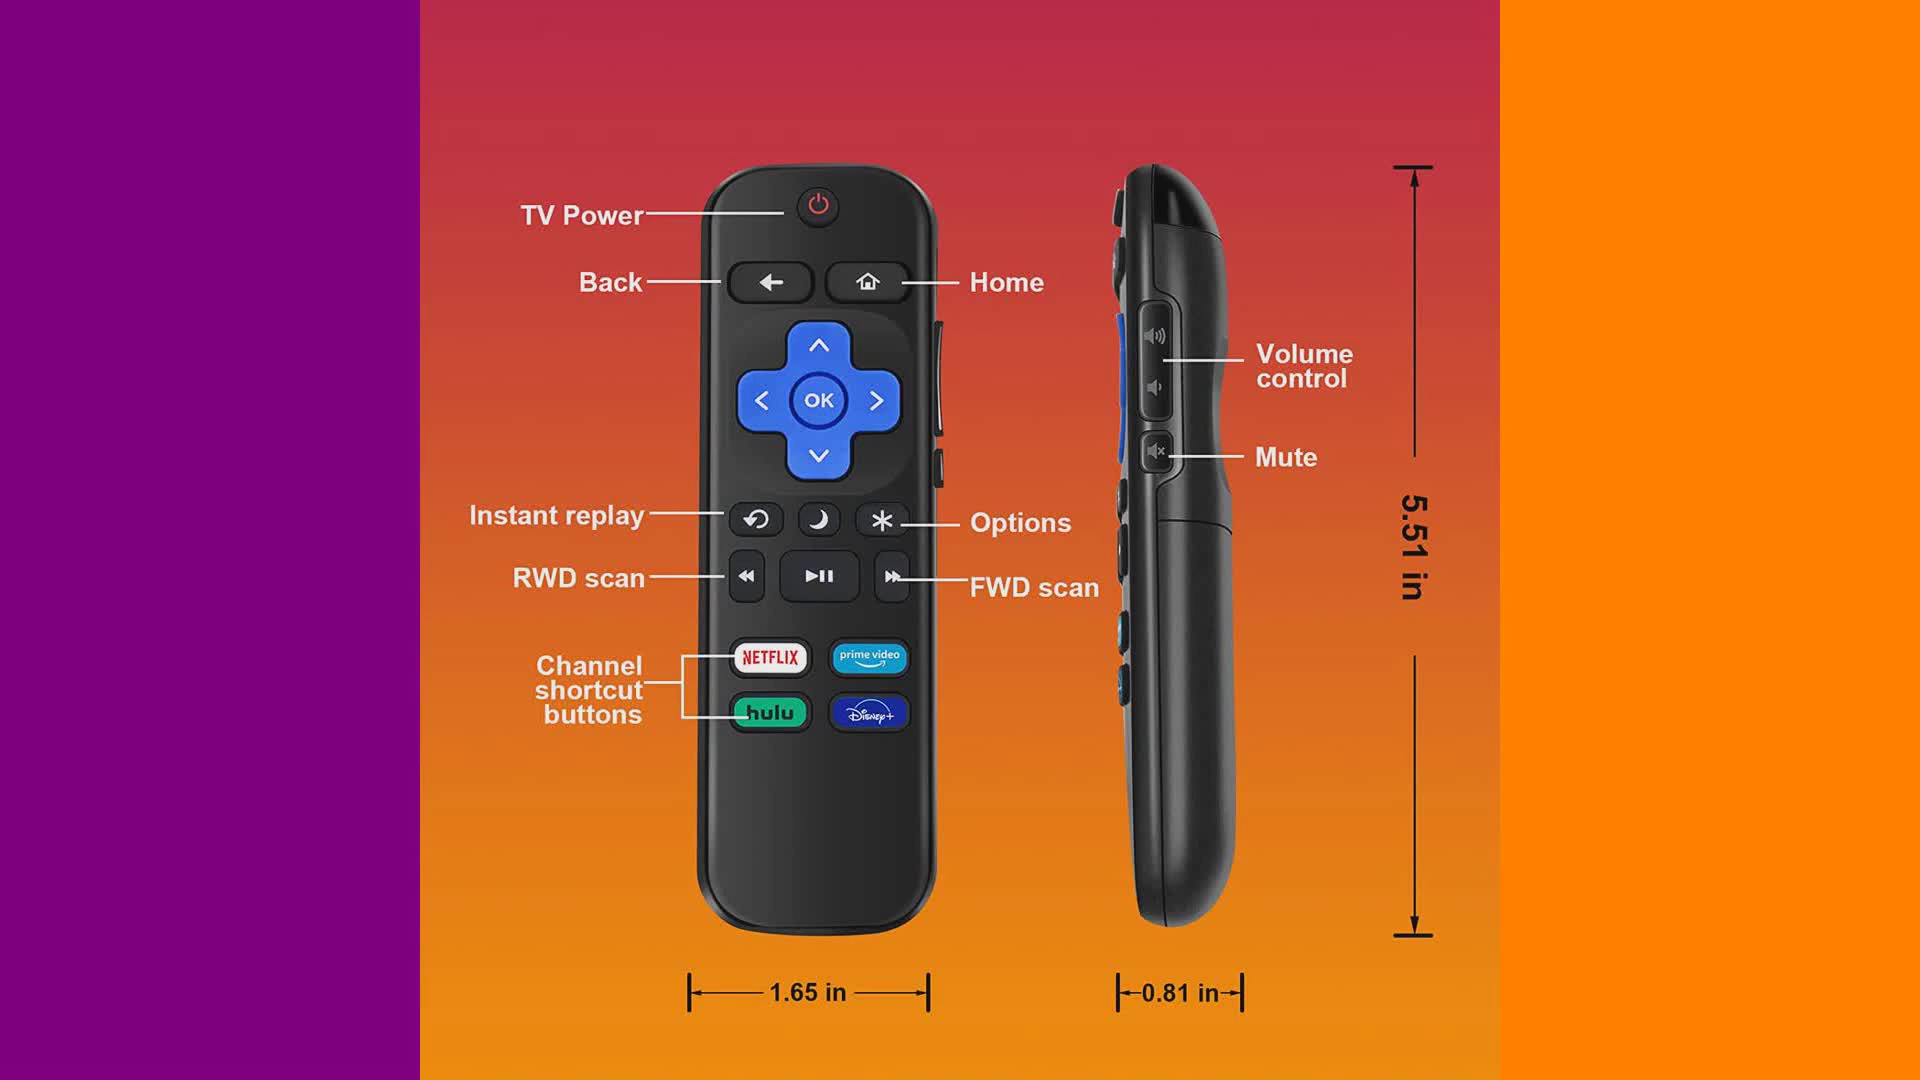 TV Power
Back
Home
OK
Volume
control
Mute
Instant replay
Options
RWD scan
FWD scan
5.51 in
Channel
shortcut
buttons
NETFLIX
prime video
hulu
Disney+
1.65 in
0.81 in